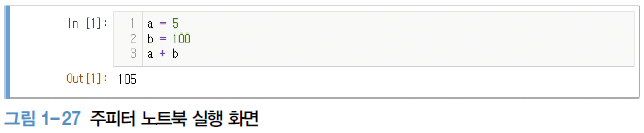 In [1]:
1 a = 5
2 b = 100
3 a + b
Out[1]: 105
그림 1-27 주피터 노트북 실행 화면